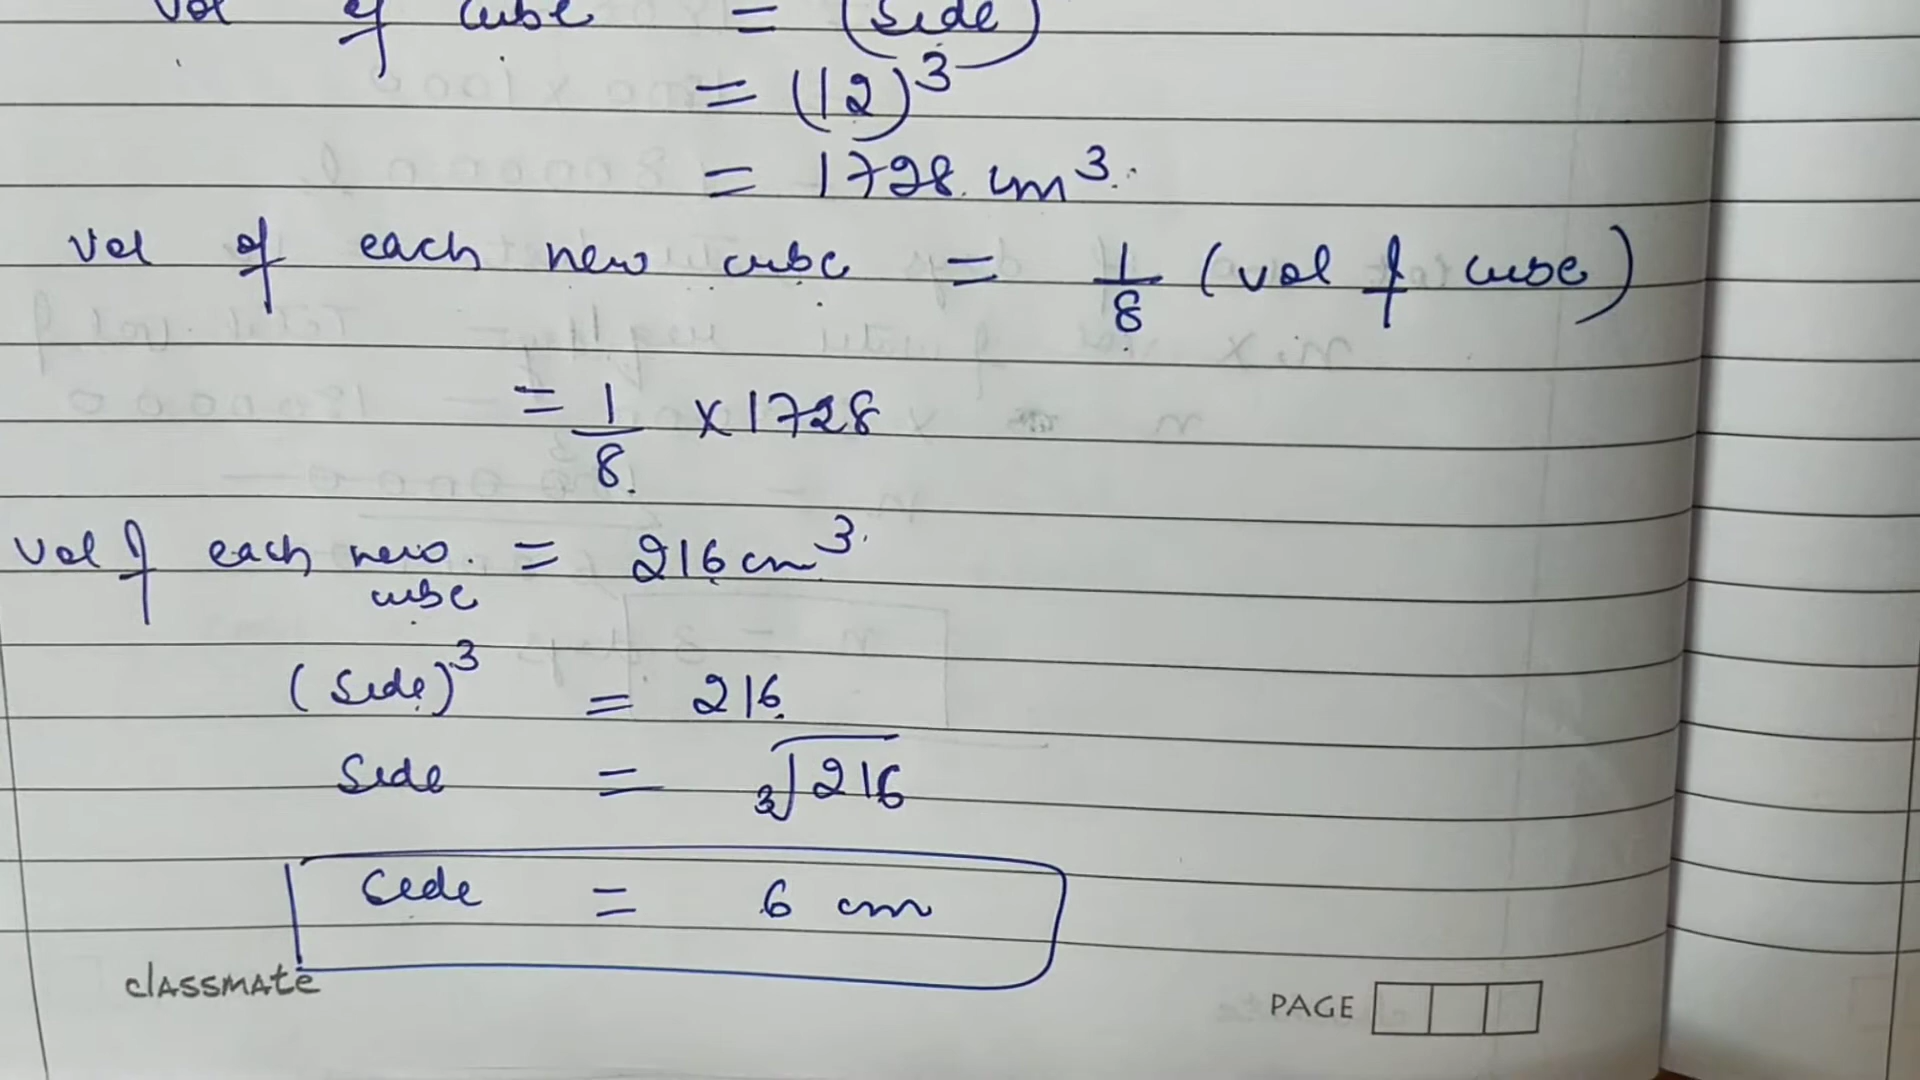 Vol of cube = (side)
= (12)³
= 1728 cm³.
Vol of each new cube = 1/8 (vol of cube)
= 1/8 × 1728
Vol of each new cube = 216 cm³
(side)³ = 216
Side = ∛216
Side = 6 cm
classmate
PAGE